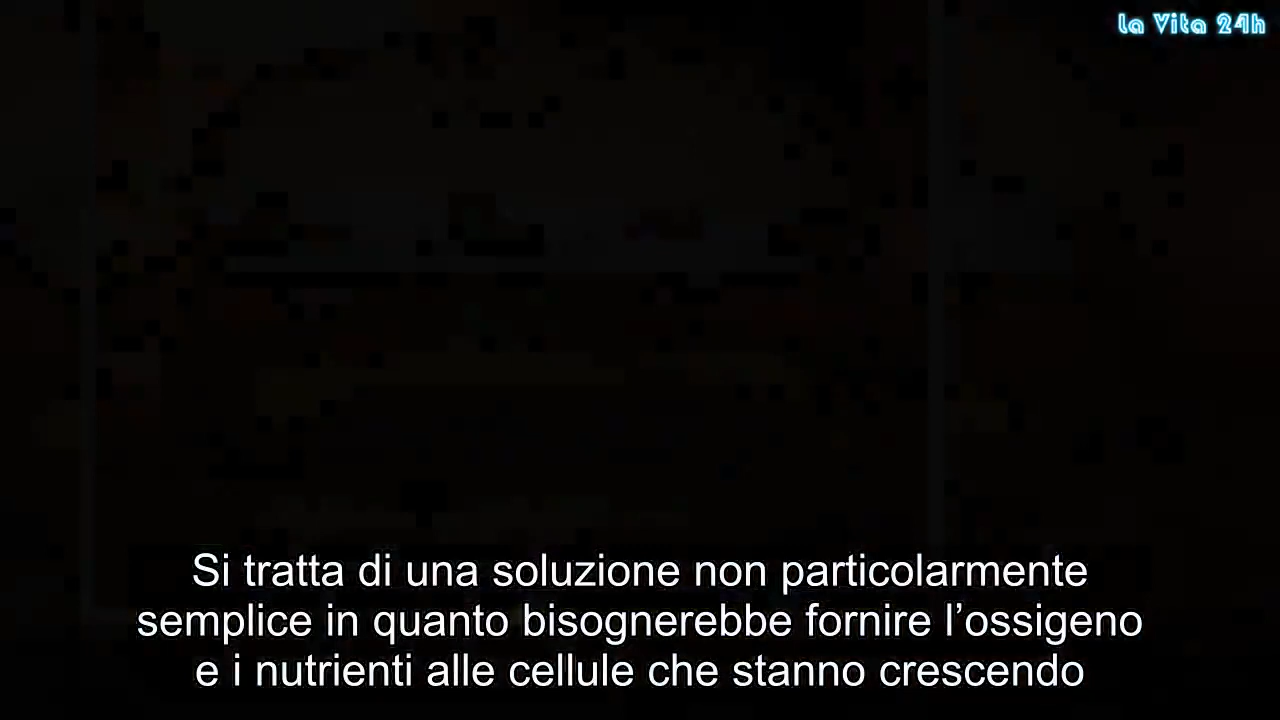 La Vita 24h
Si tratta di una soluzione non particolarmente
semplice in quanto bisognerebbe fornire l’ossigeno
e i nutrienti alle cellule che stanno crescendo